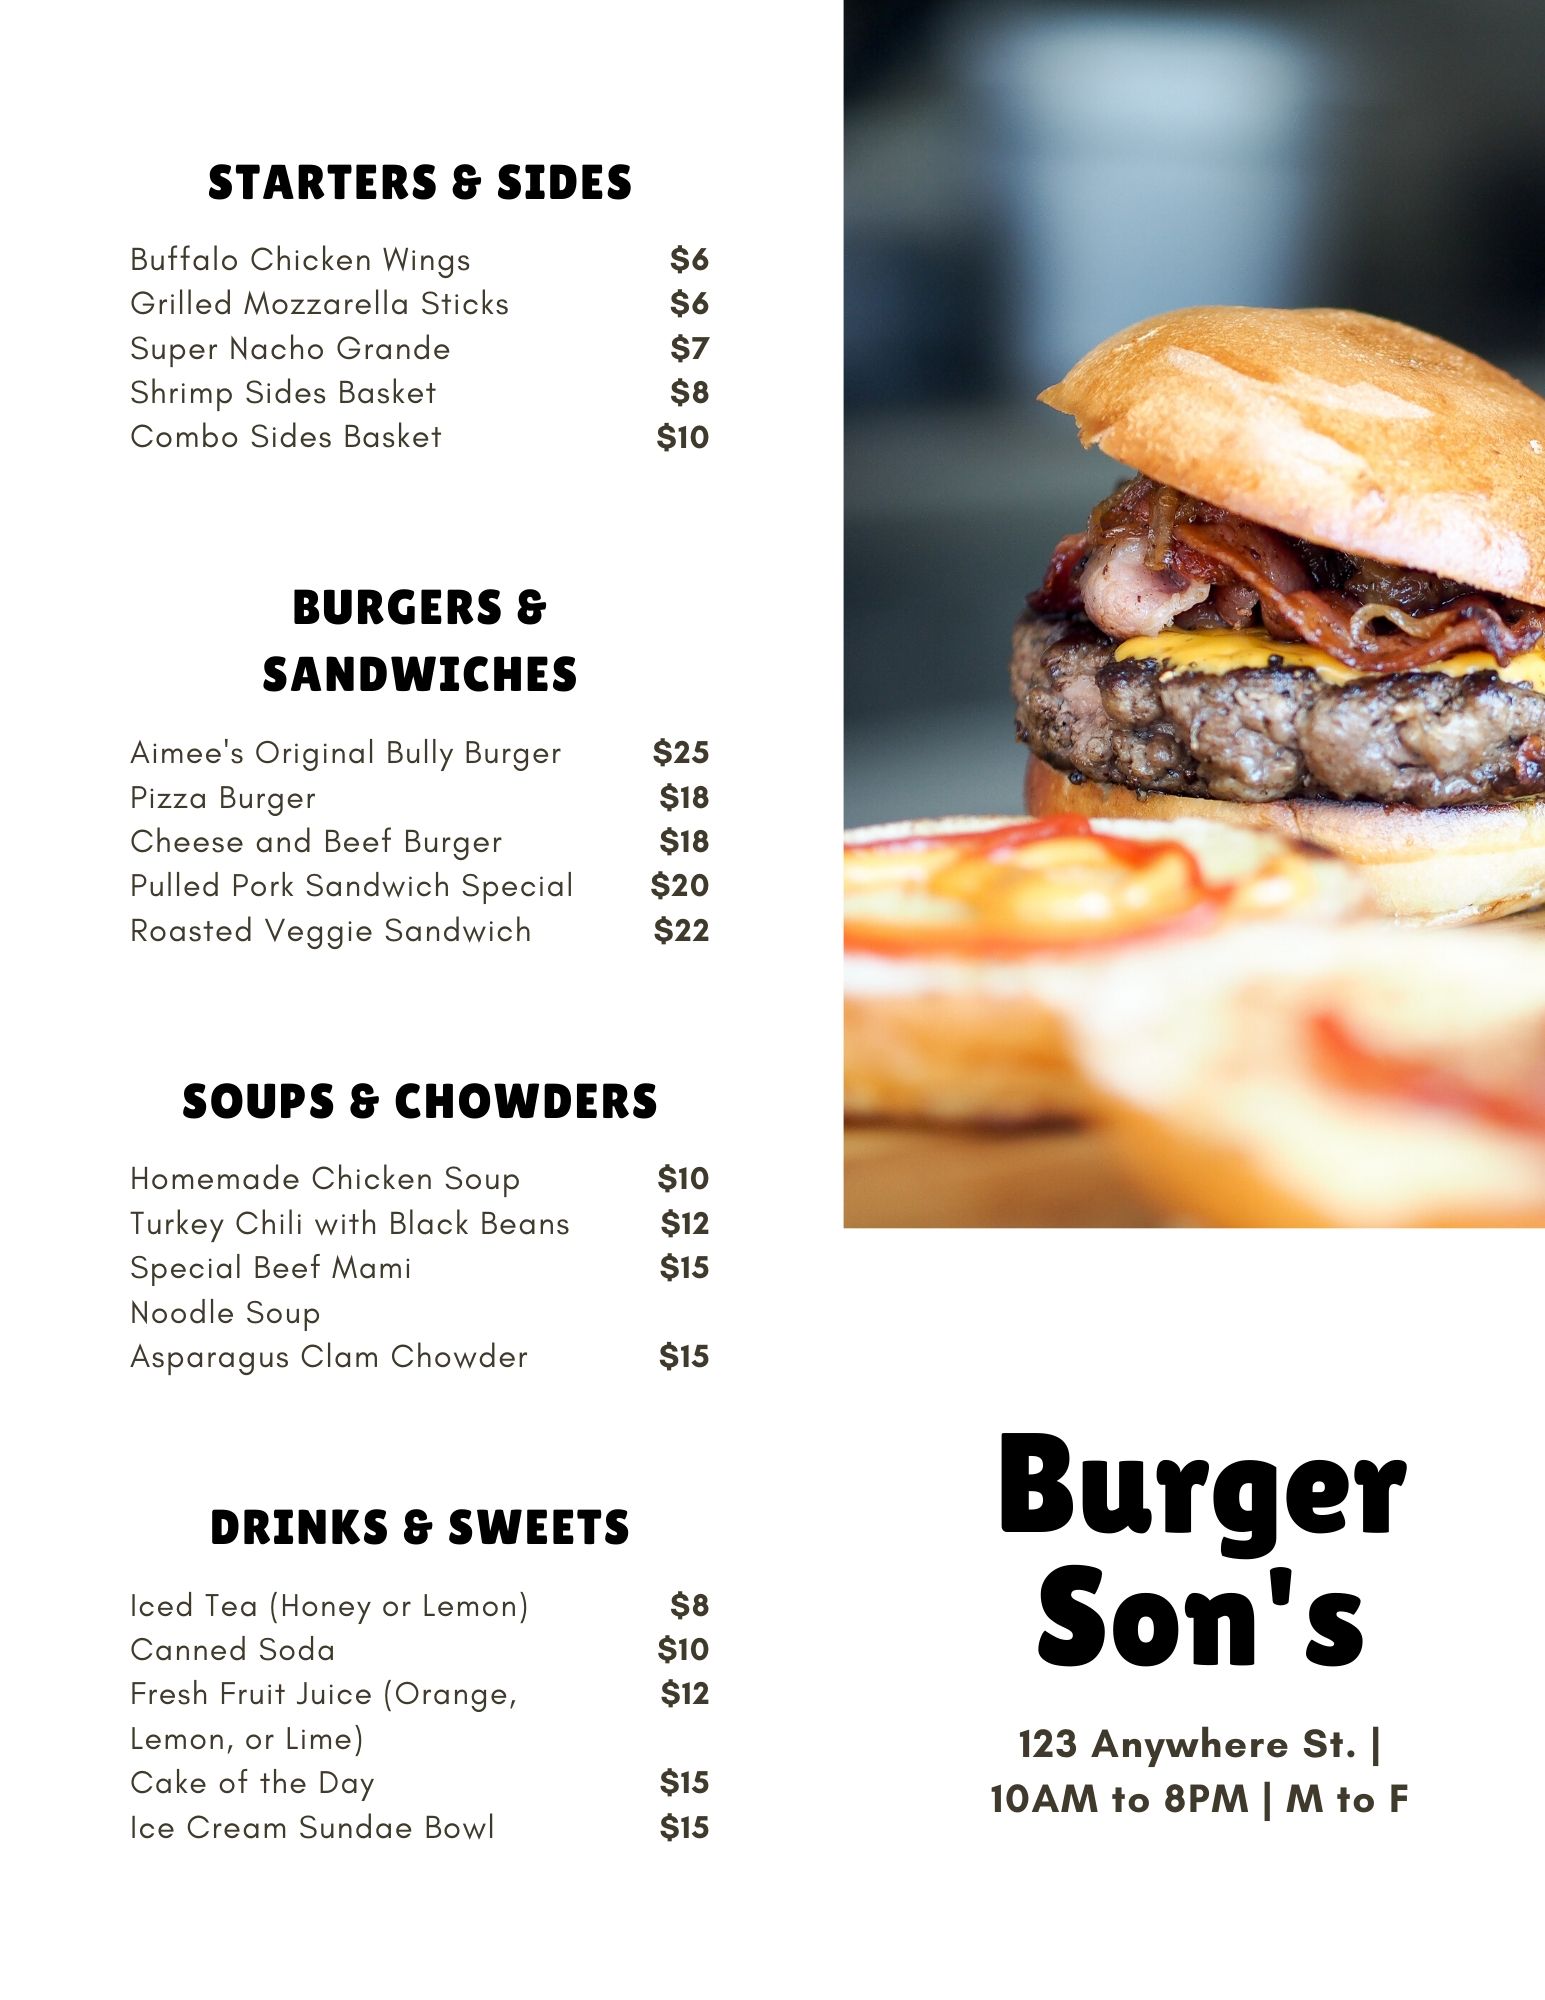 STARTERS & SIDES
Buffalo Chicken Wings $6
Grilled Mozzarella Sticks $6
Super Nacho Grande $7
Shrimp Sides Basket $8
Combo Sides Basket $10
BURGERS &
SANDWICHES
Aimee's Original Bully Burger $25
Pizza Burger $18
Cheese and Beef Burger $18
Pulled Pork Sandwich Special $20
Roasted Veggie Sandwich $22
SOUPS & CHOWDERS
Homemade Chicken Soup $10
Turkey Chili with Black Beans $12
Special Beef Mami $15
Noodle Soup
Asparagus Clam Chowder $15
DRINKS & SWEETS
Iced Tea (Honey or Lemon) $8
Canned Soda $10
Fresh Fruit Juice (Orange, $12
Lemon, or Lime)
Cake of the Day $15
Ice Cream Sundae Bowl $15
Burger
Son's
123 Anywhere St. |
10AM to 8PM | M to F